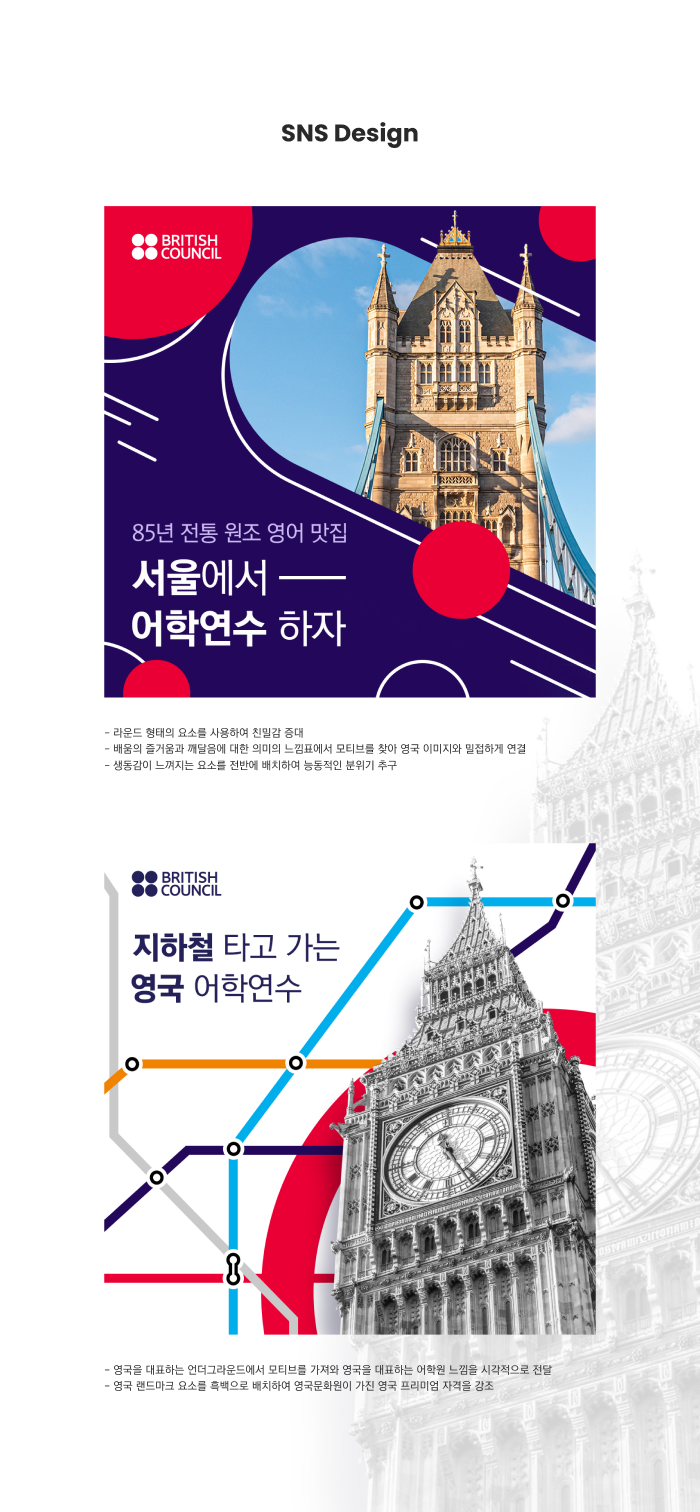 SNS Design
BRITISH
COUNCIL
85년 전통 원조 영어 맛집
서울에서
어학연수 하자
- 라운드 형태의 요소를 사용하여 친밀감 증대
- 배움의 즐거움과 깨달음에 대한 의미의 느낌표에서 모티브를 찾아 영국 이미지와 밀접하게 연결
- 생동감이 느껴지는 요소를 전반에 배치하여 능동적인 분위기 추구
BRITISH
COUNCIL
지하철 타고 가는
영국 어학연수
- 영국을 대표하는 언더그라운드에서 모티브를 가져와 영국을 대표하는 어학원 느낌을 시각적으로 전달
- 영국 랜드마크 요소를 흑백으로 배치하여 영국문화원이 가진 영국 프리미엄 자격을 강조